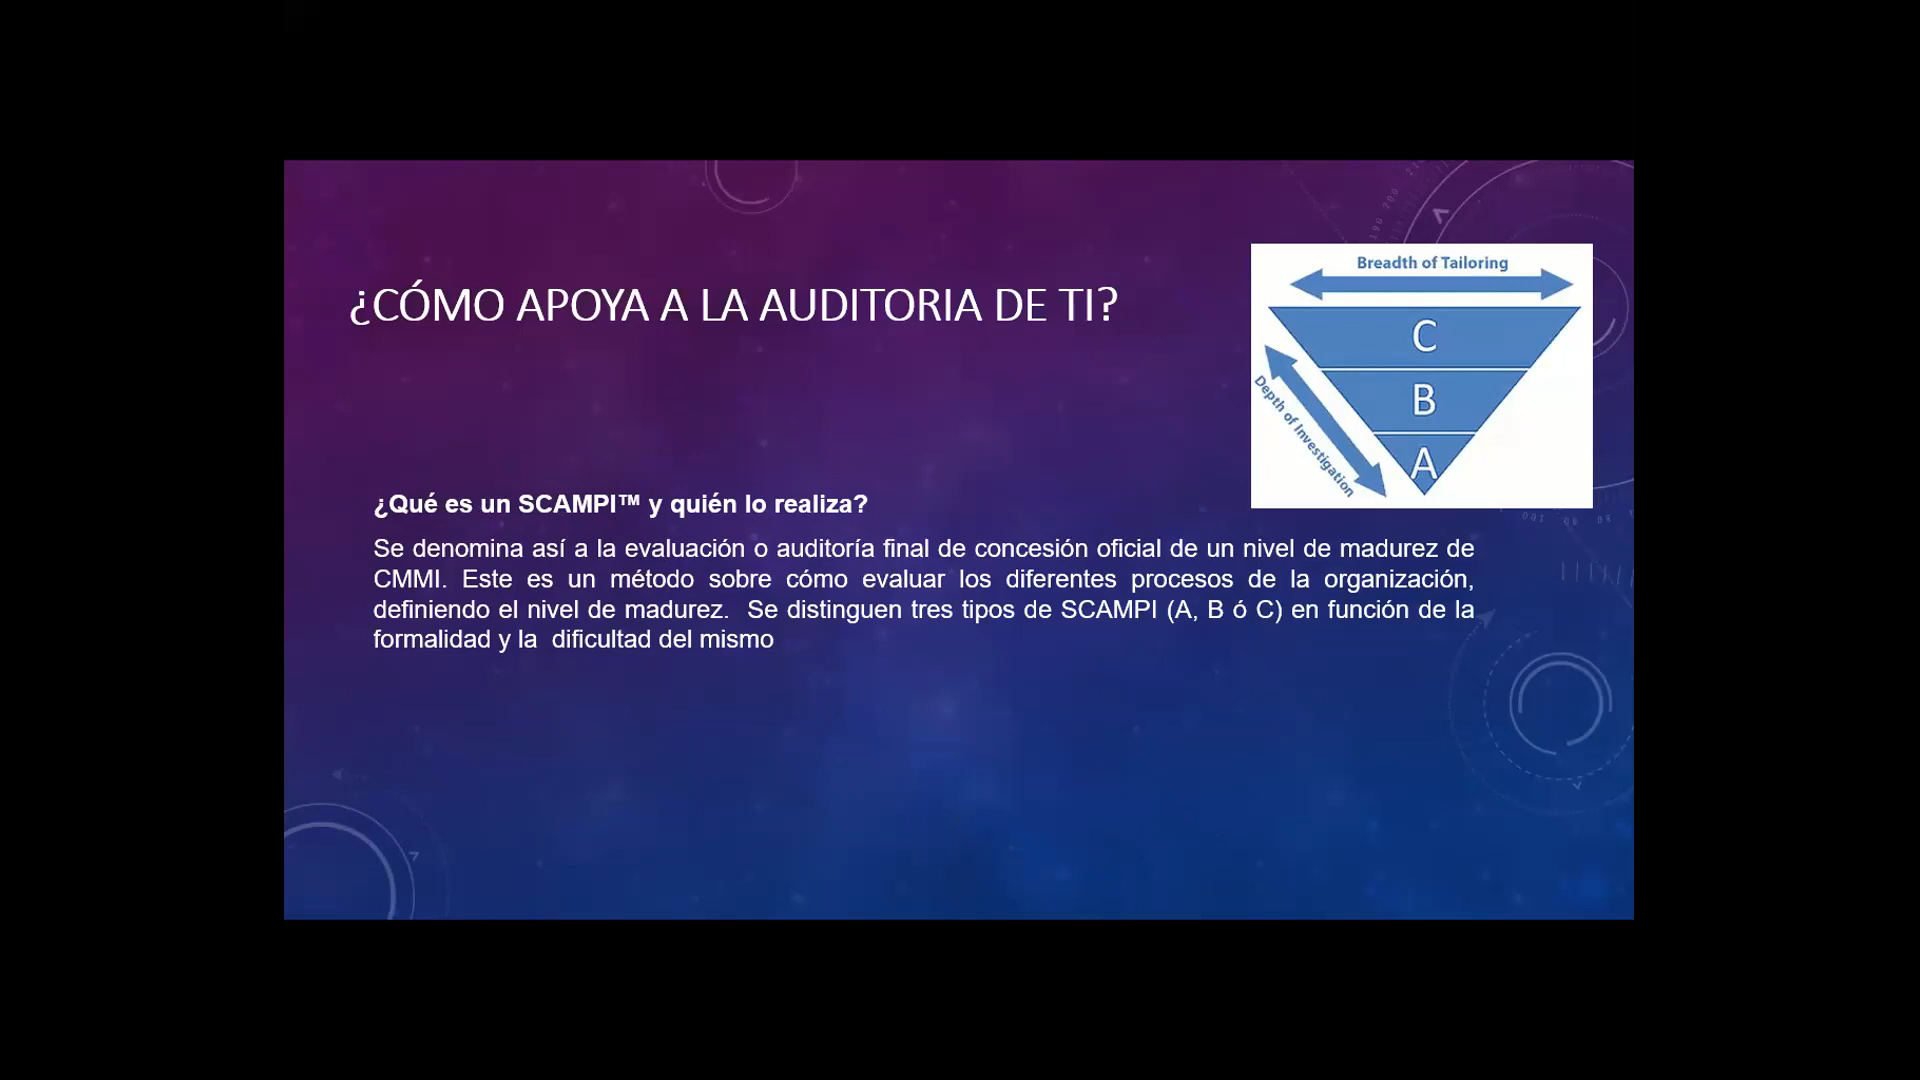 ¿CÓMO APOYA A LA AUDITORIA DE TI?
Breadth of Tailoring
C
B
A
Depth of Investigation
¿Qué es un SCAMPI™ y quién lo realiza?
Se denomina así a la evaluación o auditoría final de concesión oficial de un nivel de madurez de
CMMI. Este es un método sobre cómo evaluar los diferentes procesos de la organización,
definiendo el nivel de madurez.  Se distinguen tres tipos de SCAMPI (A, B ó C) en función de la
formalidad y la  dificultad del mismo